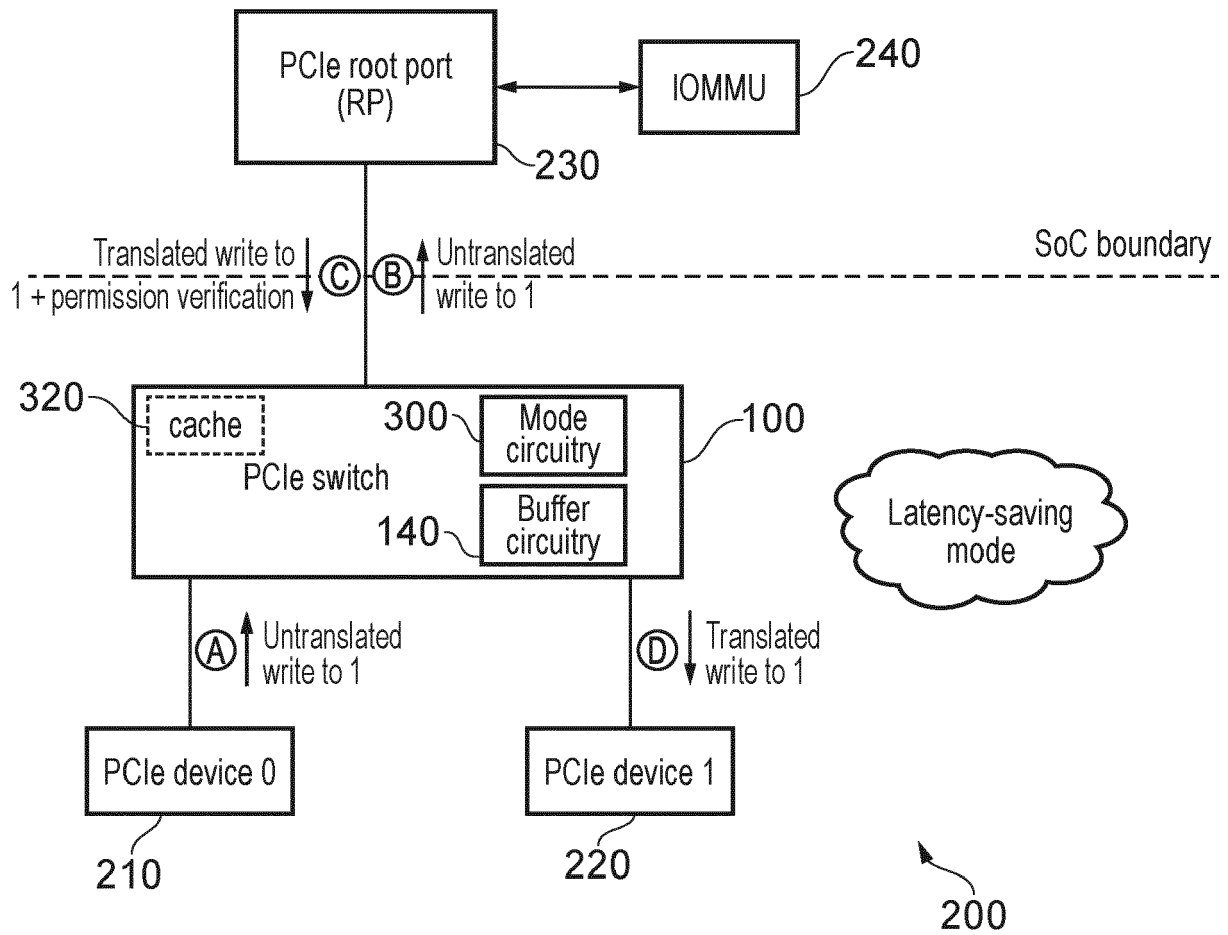 PCIe root port
(RP)
IOMMU
240
230
Translated write to
1 + permission verification
C
B
Untranslated
write to 1
SoC boundary
320
cache
PCIe switch
300
Mode
circuitry
100
Buffer
circuitry
140
Latency-saving
mode
A
Untranslated
write to 1
D
Translated
write to 1
PCIe device 0
PCIe device 1
210
220
200